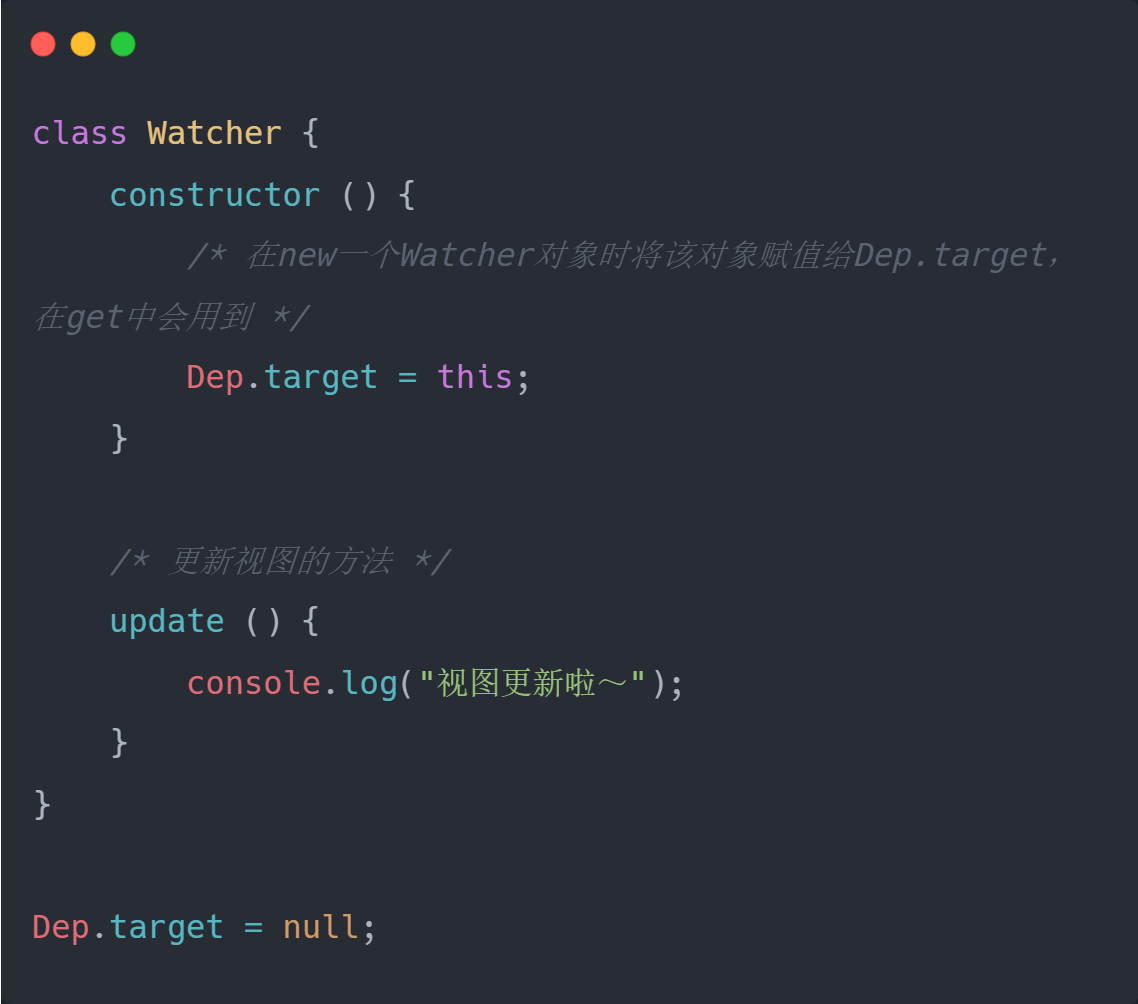 class Watcher {
    constructor () {
        /* 在new一个Watcher对象时将该对象赋值给Dep.target，
在get中会用到 */
        Dep.target = this;
    }

    /* 更新视图的方法 */
    update () {
        console.log("视图更新啦～");
    }
}

Dep.target = null;